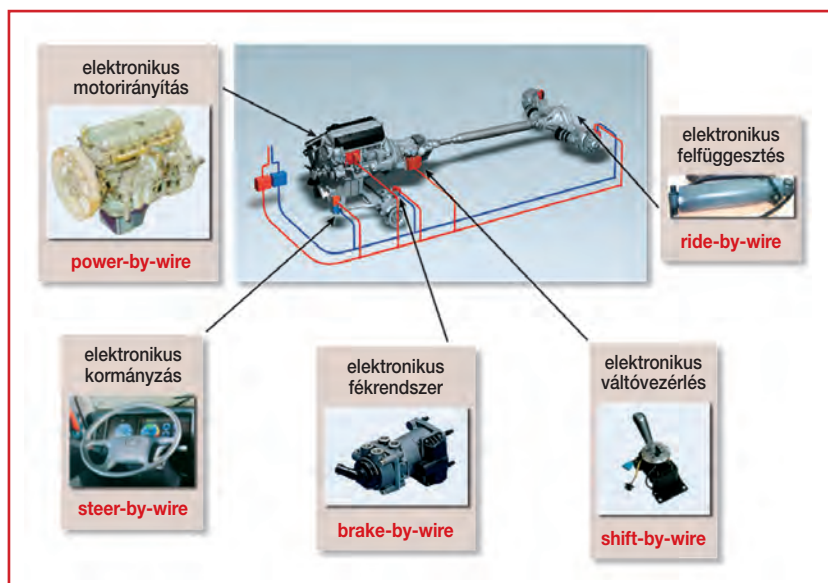 elektronikus
motorirányítás
power-by-wire
elektronikus
felfüggesztés
ride-by-wire
elektronikus
kormányzás
steer-by-wire
elektronikus
fékrendszer
brake-by-wire
elektronikus
váltóvezérlés
shift-by-wire